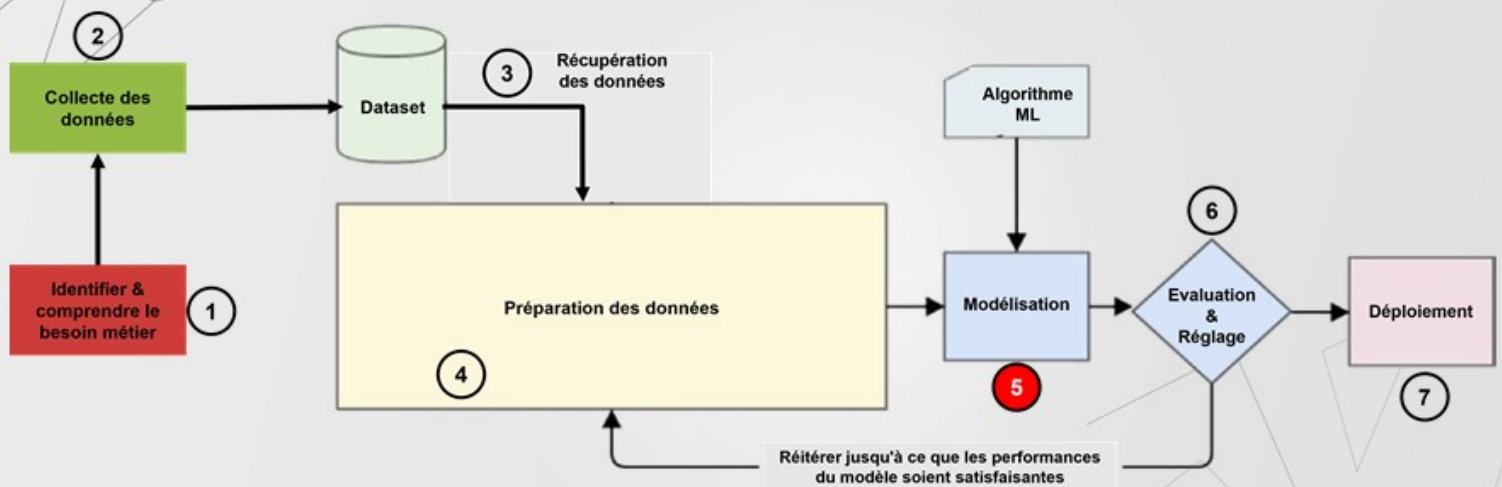 2
Collecte des
données
Dataset
3
Récupération
des données
Algorithme
ML
Identifier &
comprendre le
besoin métier
1
Préparation des données
4
Modélisation
5
6
Evaluation
&
Réglage
Déploiement
7
Réitérer jusqu'à ce que les performances
du modèle soient satisfaisantes